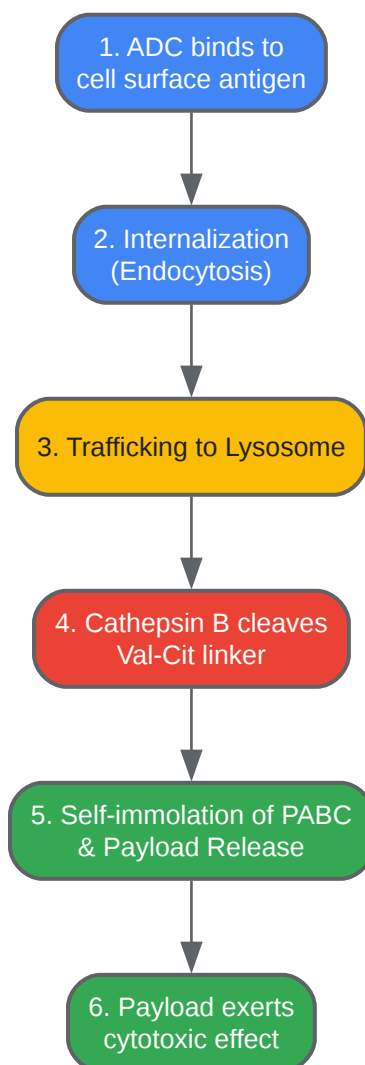 1. ADC binds to
cell surface antigen
2. Internalization
(Endocytosis)
3. Trafficking to Lysosome
4. Cathepsin B cleaves
Val-Cit linker
5. Self-immolation of PABC
& Payload Release
6. Payload exerts
cytotoxic effect